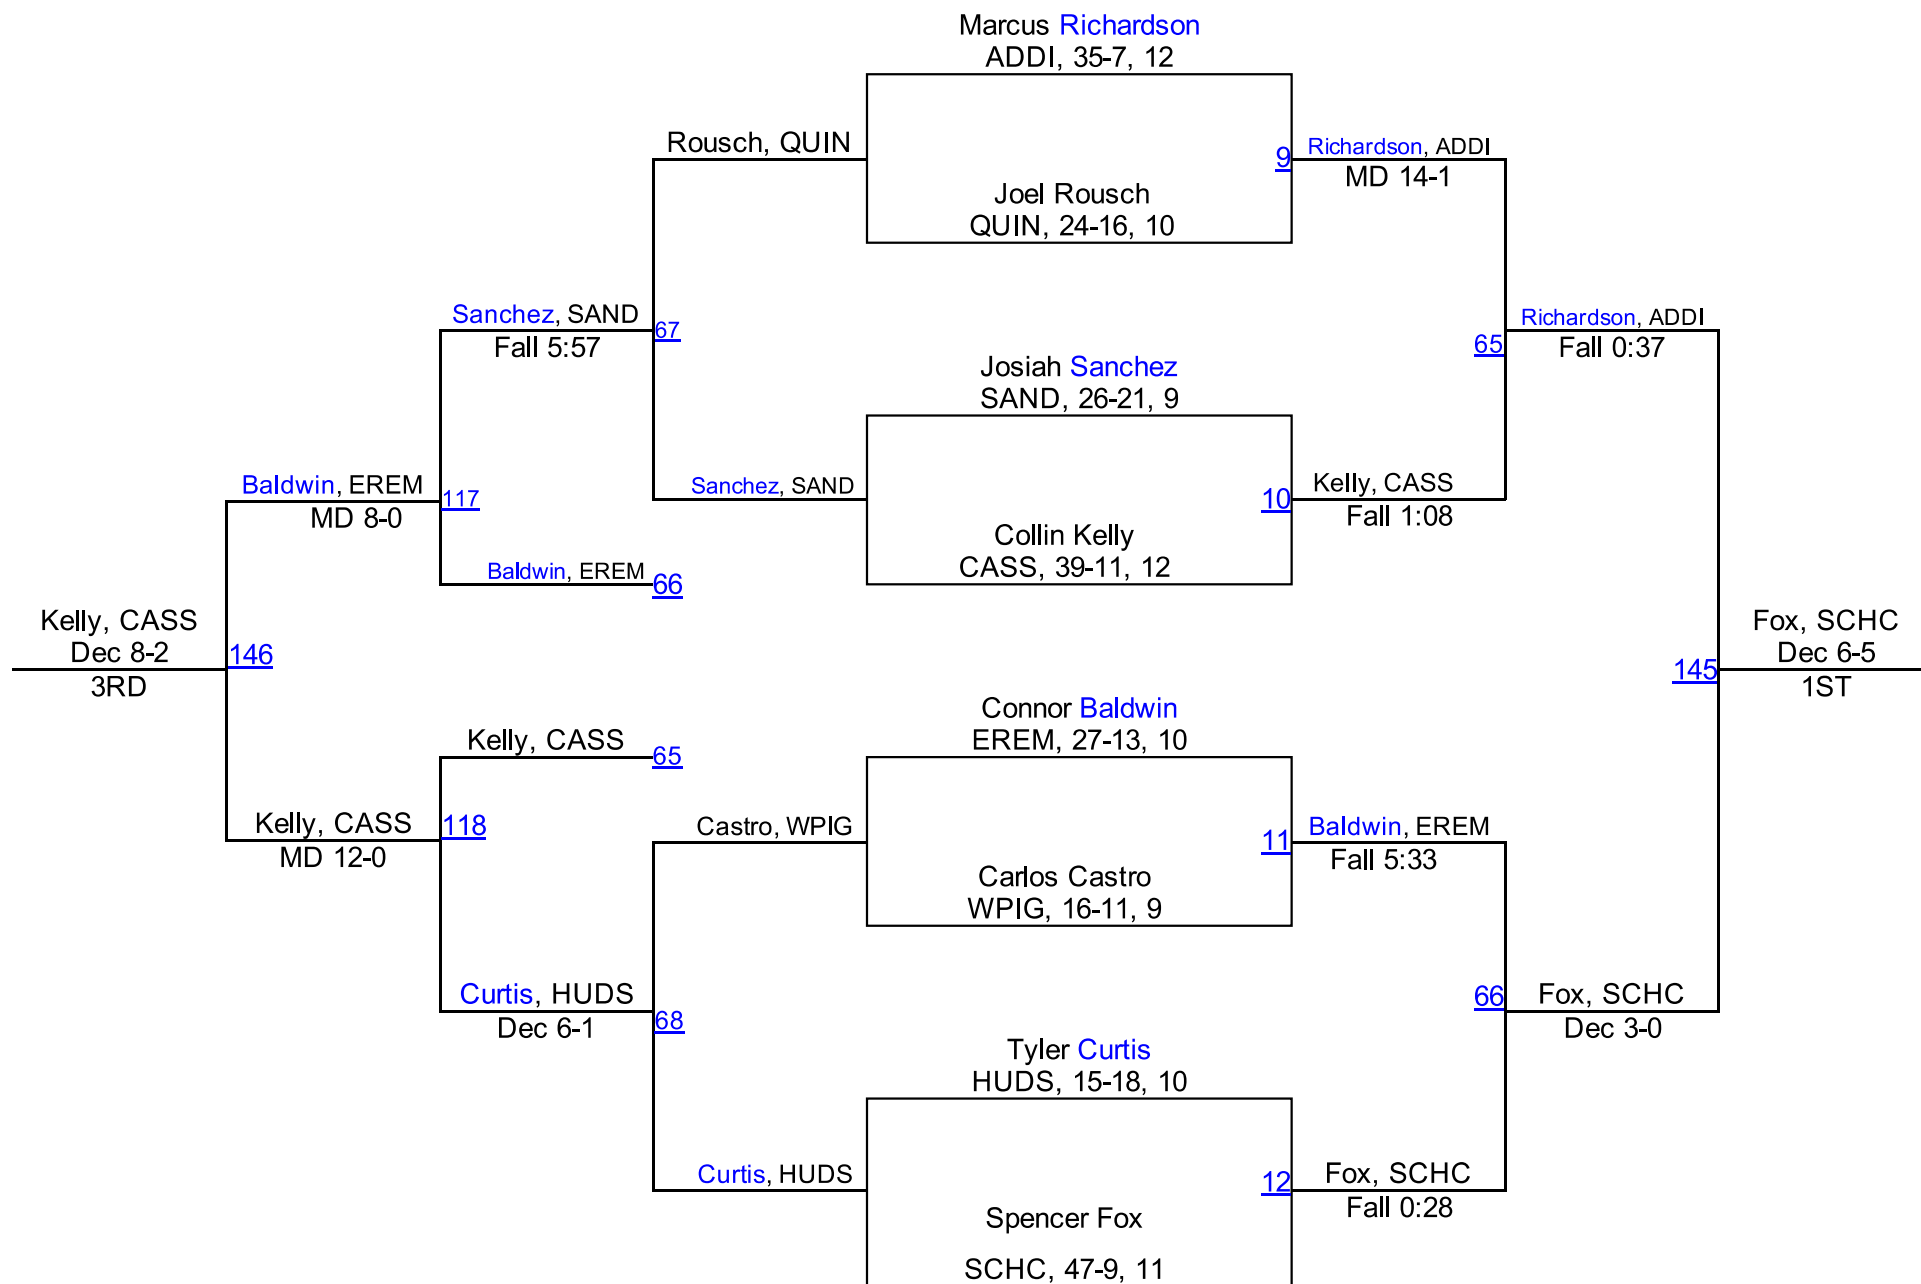 Marcus Richardson
ADDI, 35-7, 12
Rousch, QUIN
9
Richardson, ADDI
MD 14-1
Joel Rousch
QUIN, 24-16, 10
Sanchez, SAND
67
Fall 5:57
65
Richardson, ADDI
Fall 0:37
Josiah Sanchez
SAND, 26-21, 9
Baldwin, EREM
117
MD 8-0
Sanchez, SAND
10
Kelly, CASS
Fall 1:08
Collin Kelly
CASS, 39-11, 12
Baldwin, EREM
66
Kelly, CASS
Dec 8-2
146
3RD
Fox, SCHC
Dec 6-5
145
1ST
Connor Baldwin
EREM, 27-13, 10
Kelly, CASS
65
Kelly, CASS
118
MD 12-0
Castro, WPIG
11
Baldwin, EREM
Fall 5:33
Carlos Castro
WPIG, 16-11, 9
Curtis, HUDS
68
Dec 6-1
66
Fox, SCHC
Dec 3-0
Tyler Curtis
HUDS, 15-18, 10
Curtis, HUDS
12
Fox, SCHC
Fall 0:28
Spencer Fox
SCHC, 47-9, 11